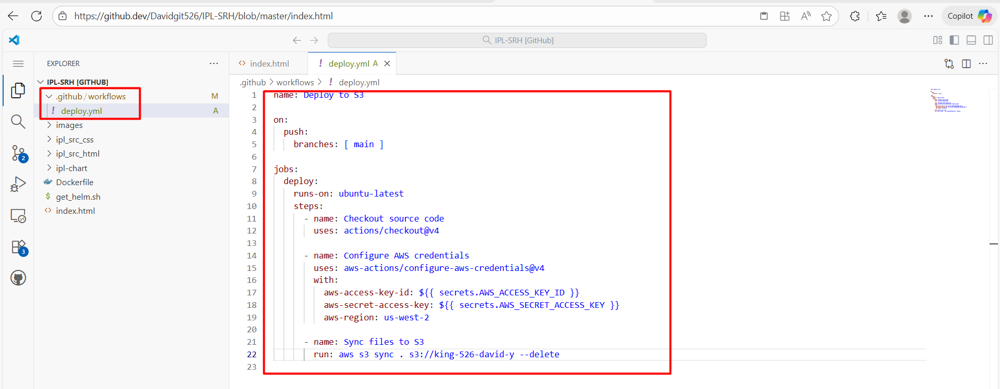 https://github.dev/Davidgit526/IPL-SRH/blob/master/index.html
Copilot
IPL-SRH [GitHub]
EXPLORER
IPL-SRH [GITHUB]
.github / workflows M
! deploy.yml A
images
ipl_src_css
ipl_src_html
ipl-chart
Dockerfile
$ get_helm.sh
<> index.html
2
3
<> index.html
! deploy.yml A
.github > workflows > ! deploy.yml
1 name: Deploy to S3
2
3 on:
4 push:
5 branches: [ main ]
6
7 jobs:
8 deploy:
9 runs-on: ubuntu-latest
10 steps:
11 - name: Checkout source code
12 uses: actions/checkout@v4
13
14 - name: Configure AWS credentials
15 uses: aws-actions/configure-aws-credentials@v4
16 with:
17 aws-access-key-id: ${{ secrets.AWS_ACCESS_KEY_ID }}
18 aws-secret-access-key: ${{ secrets.AWS_SECRET_ACCESS_KEY }}
19 aws-region: us-west-2
20
21 - name: Sync files to S3
22 run: aws s3 sync . s3://king-526-david-y --delete
23